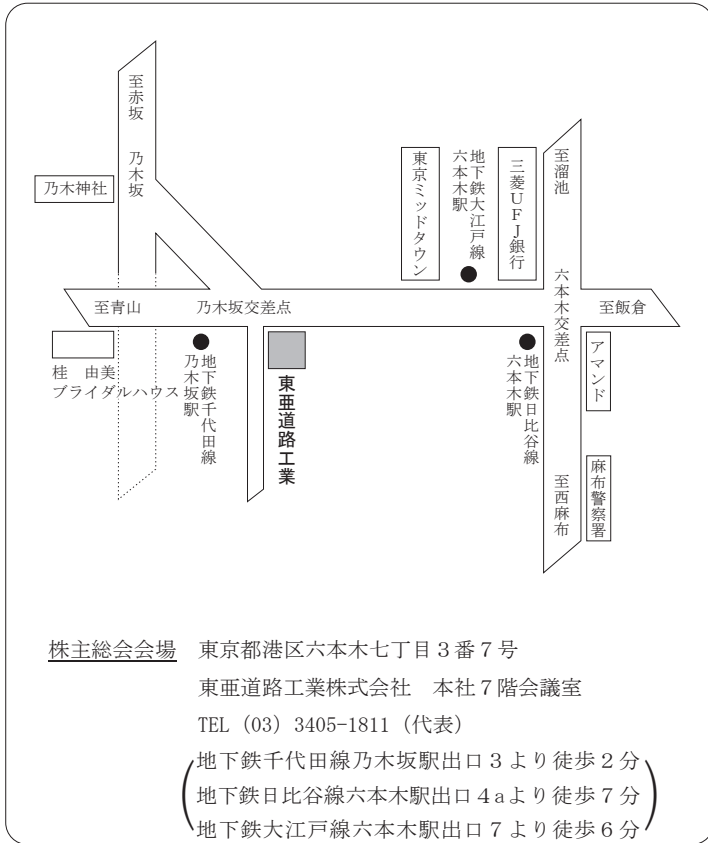 至赤坂
乃木坂
乃木神社
東京ミッドタウン
地下鉄大江戸線
六本木駅
三菱ＵＦＪ銀行
至溜池
至青山
乃木坂交差点
六本木交差点
至飯倉
桂　由美
ブライダルハウス
地下鉄千代田線
乃木坂駅
東亜道路工業
地下鉄日比谷線
六本木駅
アマンド
至西麻布
麻布警察署
株主総会会場　東京都港区六本木七丁目３番７号
東亜道路工業株式会社　本社７階会議室
TEL（03）3405-1811（代表）
地下鉄千代田線乃木坂駅出口３より徒歩２分
地下鉄日比谷線六本木駅出口４aより徒歩７分
地下鉄大江戸線六本木駅出口７より徒歩６分